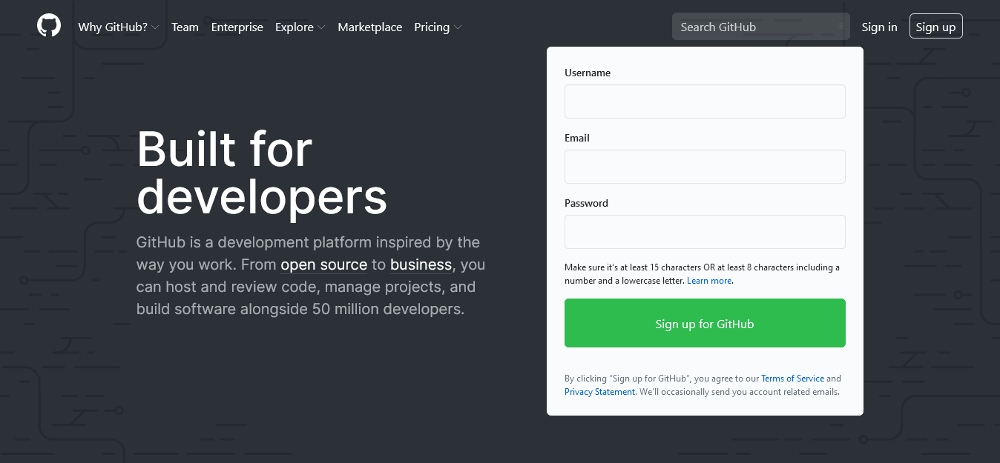 Why GitHub? Team Enterprise Explore Marketplace Pricing Search GitHub Sign in Sign up
Built for
developers
GitHub is a development platform inspired by the
way you work. From open source to business, you
can host and review code, manage projects, and
build software alongside 50 million developers.
Username
Email
Password
Make sure it's at least 15 characters OR at least 8 characters including a
number and a lowercase letter. Learn more.
Sign up for GitHub
By clicking “Sign up for GitHub”, you agree to our Terms of Service and
Privacy Statement. We’ll occasionally send you account related emails.